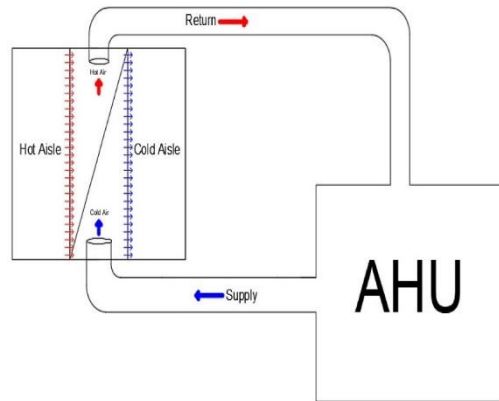 Return
Hot Air
Hot Aisle
Cold Aisle
Cold Air
Supply
AHU